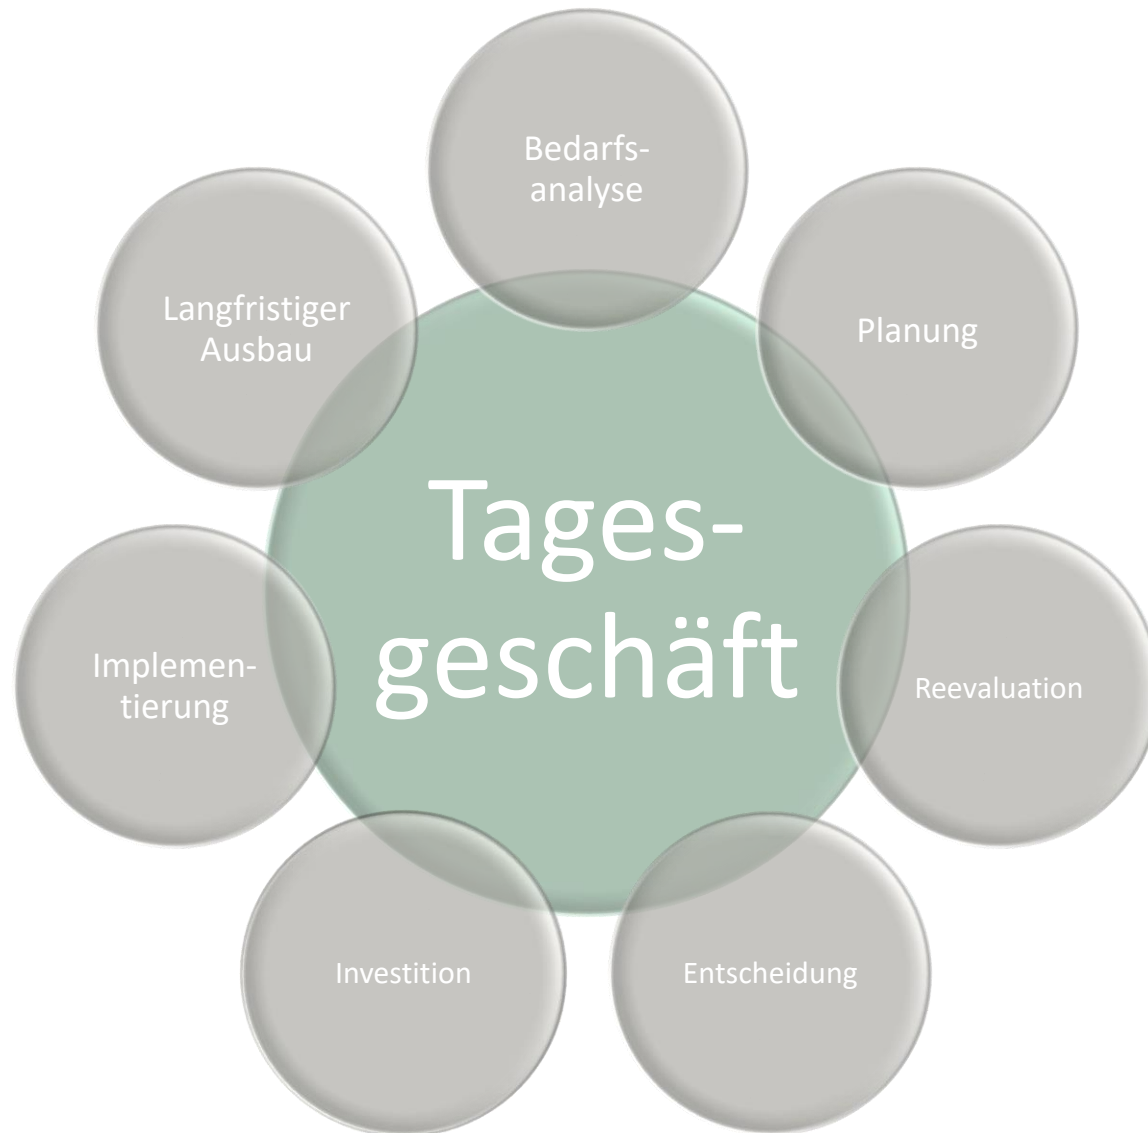 Bedarfs-
analyse
Planung
Reevaluation
Entscheidung
Investition
Implemen-
tierung
Langfristiger
Ausbau
Tages-
geschäft